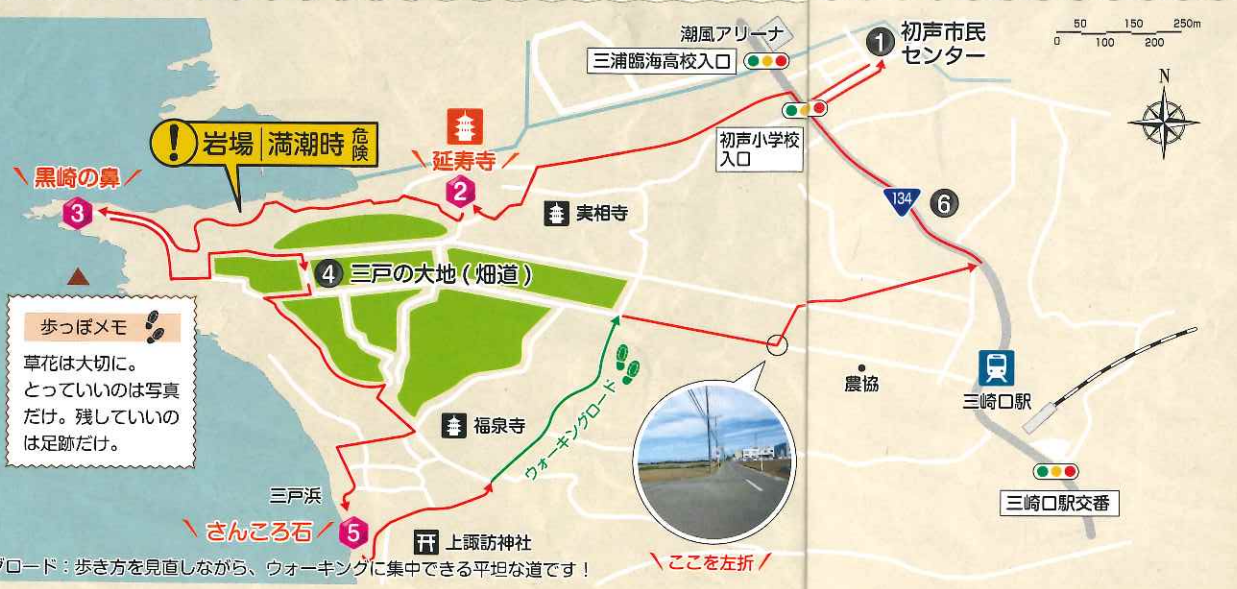 潮風アリーナ
三浦臨海高校入口
1
初声市民
センター
50 150 250m
0 100 200
N
初声小学校
入口
! 岩場 満潮時 危険
延寿寺
2
黒崎の鼻
3
実相寺
134
6
4 三戸の大地(畑道)
歩っぽメモ
草花は大切に。
とっていいのは写真
だけ。残していいの
は足跡だけ。
農協
三崎口駅
福泉寺
ウォーキングロード
三崎口駅交番
三戸浜
さんころ石
5
上諏訪神社
ここを左折
グロード:歩き方を見直しながら、ウォーキングに集中できる平坦な道です!